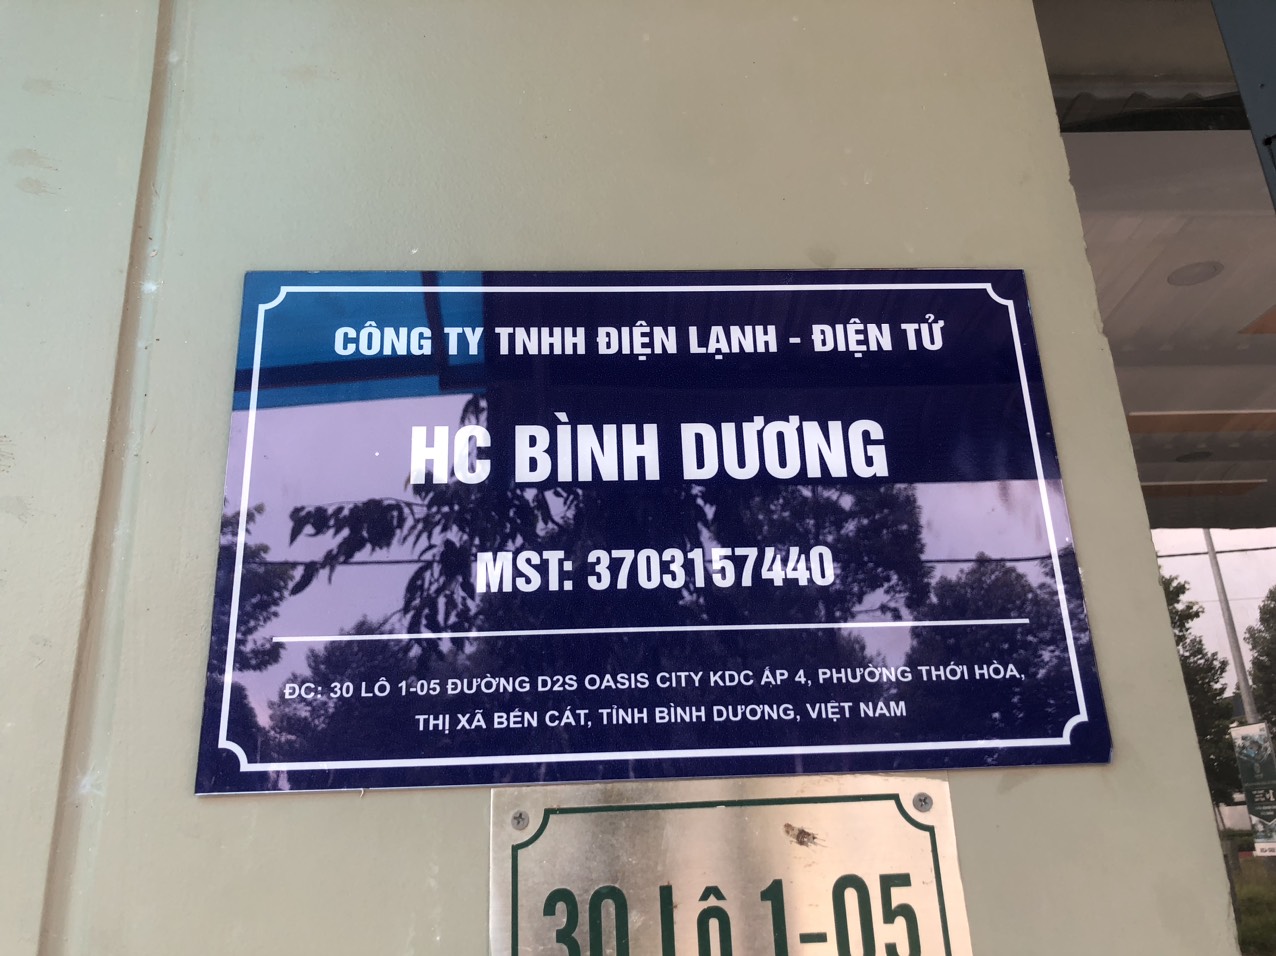 CÔNG TY TNHH ĐIỆN LẠNH - ĐIỆN TỬ
HC BÌNH DƯƠNG
MST: 3703157440
ĐC: 30 LÔ 1-05 ĐƯỜNG D2S OASIS CITY KDC ẤP 4, PHƯỜNG THỚI HÒA,
THỊ XÃ BẾN CÁT, TỈNH BÌNH DƯƠNG, VIỆT NAM
30 Lô 1-05